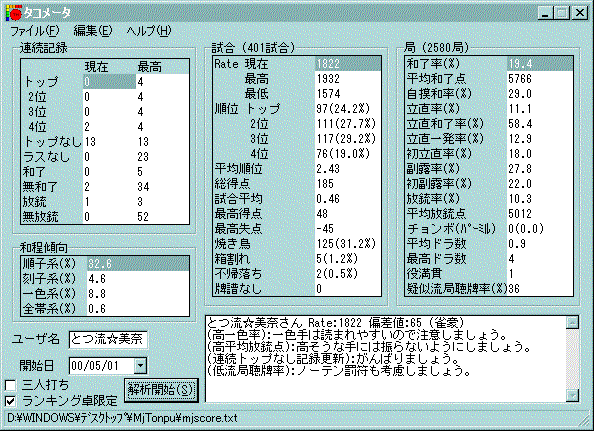 タコメータ
ファイル(F) 編集(E) ヘルプ(H)
連続記録
現在 最高
トップ 0 4
2位 0 4
3位 0 4
4位 2 4
トップなし 13 13
ラスなし 0 23
和了 0 5
無和了 2 34
放銃 1 3
無放銃 0 52
和程傾向
順子系(%) 32.6
刻子系(%) 4.6
一色系(%) 8.8
全帯系(%) 0.6
ユーザ名 とつ流☆美奈
開始日 00/05/01
三人打ち
ランキング卓限定
解析開始(S)
試合 (401試合)
Rate 現在 1822
最高 1932
最低 1574
順位 トップ 97(24.2%)
2位 111(27.7%)
3位 117(29.2%)
4位 76(19.0%)
平均順位 2.43
総得点 185
試合平均 0.46
最高得点 48
最高失点 -45
焼き鳥 125(31.2%)
箱割れ 5(1.2%)
不帰落ち 2(0.5%)
牌譜なし 0
局 (2580局)
和了率(%) 19.4
平均和了点 5766
自摸和率(%) 29.0
立直率(%) 11.1
立直和了率(%) 58.4
立直一発率(%) 12.9
初立直率(%) 18.0
副露率(%) 27.8
初副露率(%) 22.0
放銃率(%) 10.3
平均放銃点 5012
チョンボ(ﾊﾟｰﾐﾙ) 0(0.0)
平均ドラ数 0.9
最高ドラ数 4
役満貫 1
疑似流局聴牌率(%) 36
とつ流☆美奈さん Rate:1822 偏差値:65 (雀愛)
(高一色率):一色手は読まれやすいので注意しましょう。
(高平均放銃点):高そうな手には振らないようにしましょう。
(連続トップなし記録更新):がんばりましょう。
(低流局聴牌率):ノーテン罰符も考慮しましょう。
D:¥WINDOWS¥ﾃﾞｽｸﾄｯﾌﾟ¥MjTonpu¥mjscore.txt